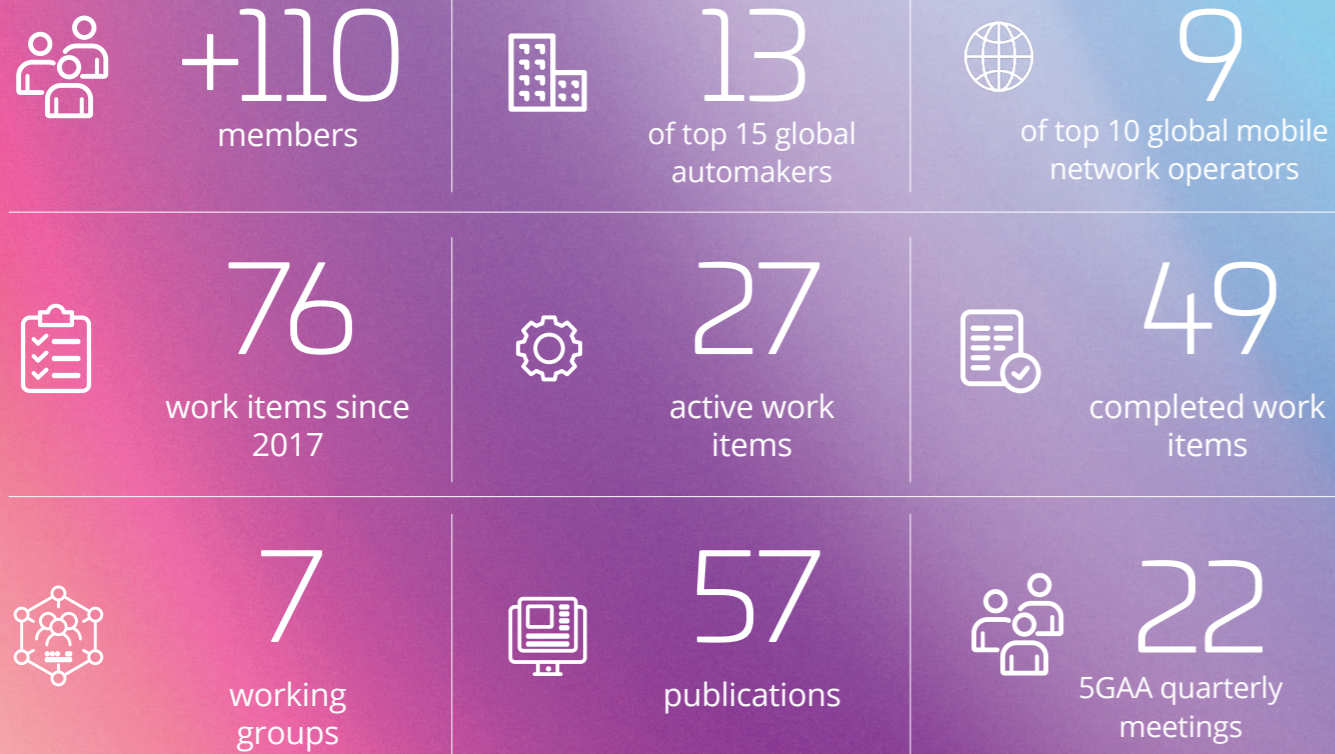 +110
members
13
of top 15 global
automakers
9
of top 10 global mobile
network operators
76
work items since
2017
27
active work
items
49
completed work
items
7
working
groups
57
publications
22
5GAA quarterly
meetings